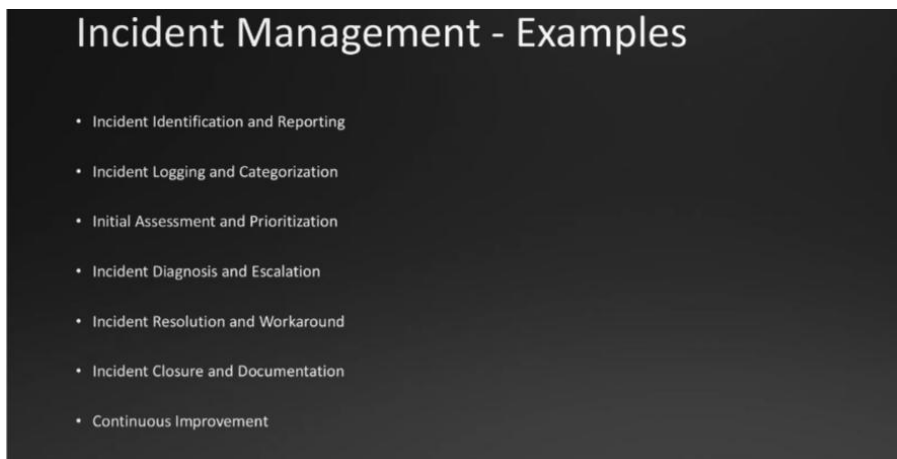 Incident Management - Examples
• Incident Identification and Reporting
• Incident Logging and Categorization
• Initial Assessment and Prioritization
• Incident Diagnosis and Escalation
• Incident Resolution and Workaround
• Incident Closure and Documentation
• Continuous Improvement